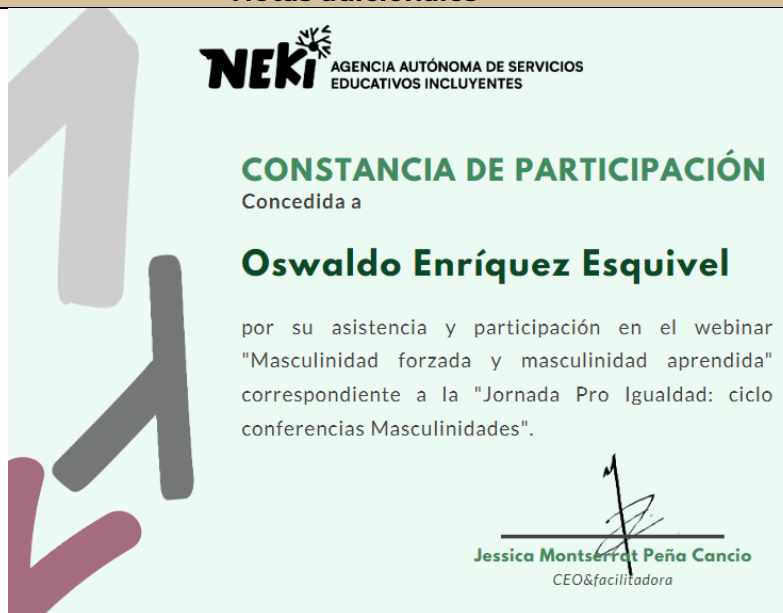 Notas adicionales
NEKI
AGENCIA AUTÓNOMA DE SERVICIOS
EDUCATIVOS INCLUYENTES
CONSTANCIA DE PARTICIPACIÓN
Concedida a
Oswaldo Enríquez Esquivel
por su asistencia y participación en el webinar
"Masculinidad forzada y masculinidad aprendida"
correspondiente a la "Jornada Pro Igualdad: ciclo
conferencias Masculinidades".
Jessica Montserrat Peña Cancio
CEO&facilitadora